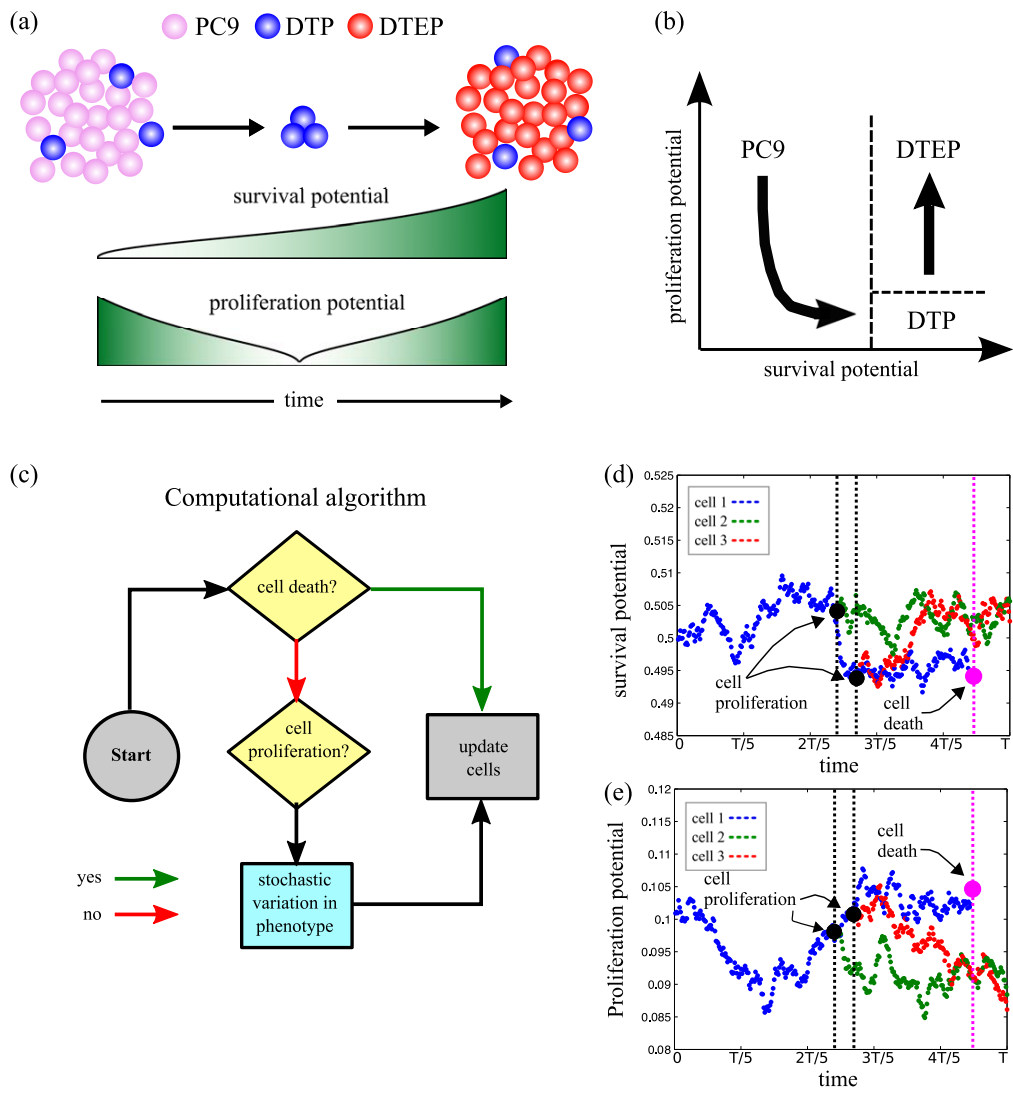 (a)
PC9 DTP DTEP
survival potential
proliferation potential
time
(b)
proliferation potential
PC9
DTEP
DTP
survival potential
(c)
Computational algorithm
cell death?
Start
cell
proliferation?
update
cells
stochastic
variation in
phenotype
yes
no
(d)
survival potential
0.525
0.52
0.515
0.51
0.505
0.5
0.495
0.49
0.485
cell 1
cell 2
cell 3
cell
proliferation
cell
death
0 T/5 2T/5 3T/5 4T/5 T
time
(e)
Proliferation potential
0.12
0.115
0.11
0.105
0.1
0.095
0.09
0.085
0.08
cell 1
cell 2
cell 3
cell
proliferation
cell
death
0 T/5 2T/5 3T/5 4T/5 T
time